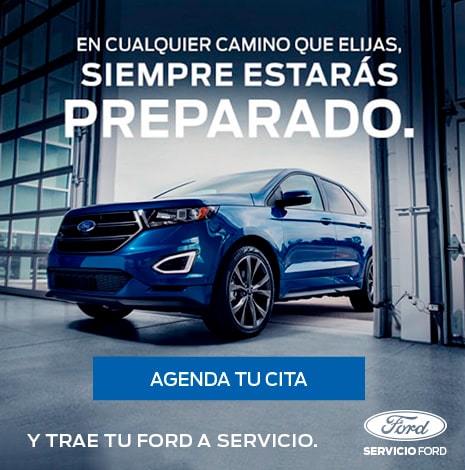 EN CUALQUIER CAMINO QUE ELIJAS,
SIEMPRE ESTARÁS
PREPARADO.
AGENDA TU CITA
Y TRAE TU FORD A SERVICIO.
Ford
SERVICIO FORD